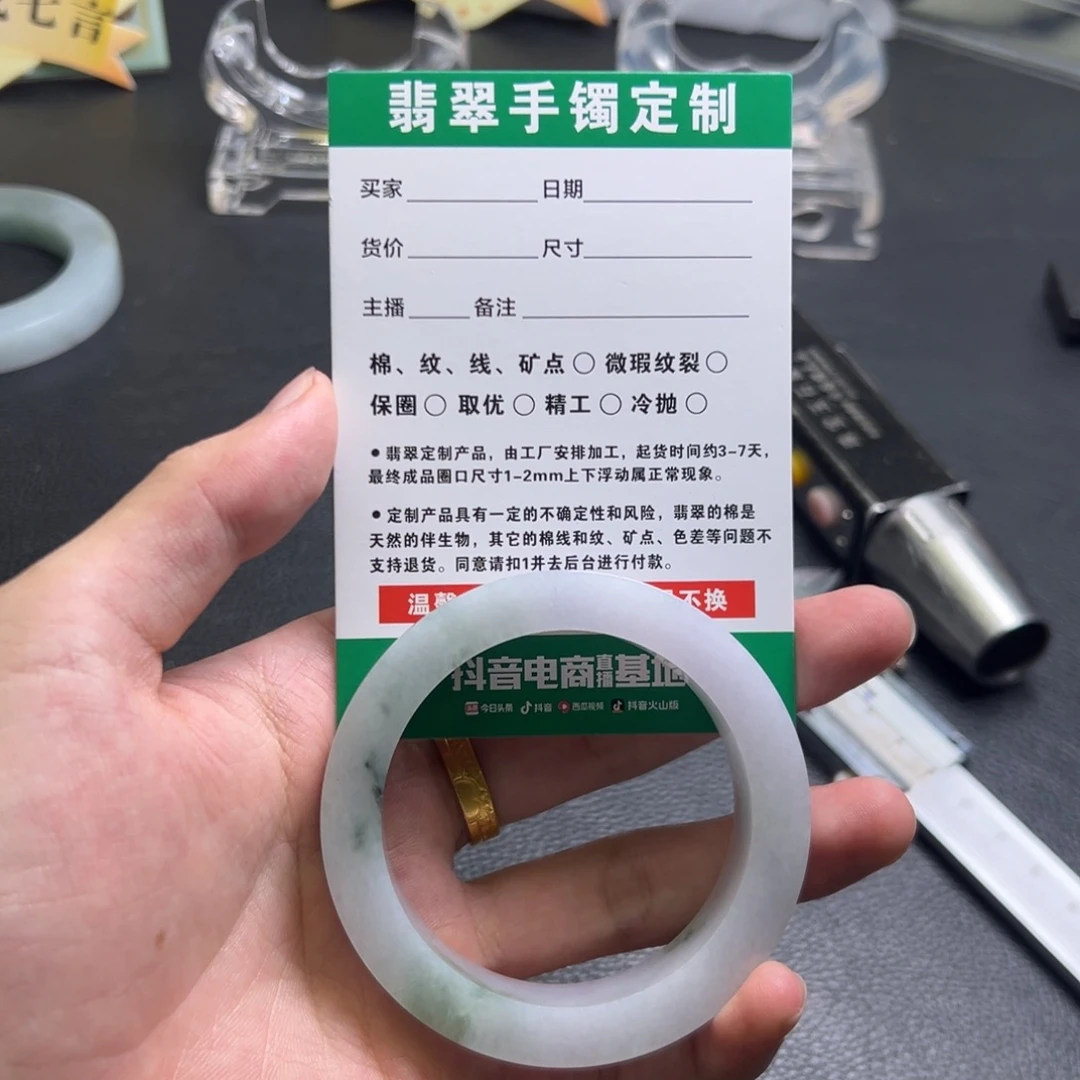 翡翠手镯定制
买家 日期
货价 尺寸
主播 备注
棉、纹、线、矿点○ 微瑕纹裂○
保圈○ 取优○ 精工○ 冷抛○
●翡翠定制产品，由工厂安排加工，起货时间约3-7天，
最终成品圈口尺寸1-2mm上下浮动属正常现象。
●定制产品具有一定的不确定性和风险，翡翠的棉是
天然的伴生物，其它的棉线和纹、矿点、色差等问题不
支持退货。同意请扣1并去后台进行付款。
温馨 不换
抖音电商直播基地
今日头条 抖音 西瓜视频 抖音火山版